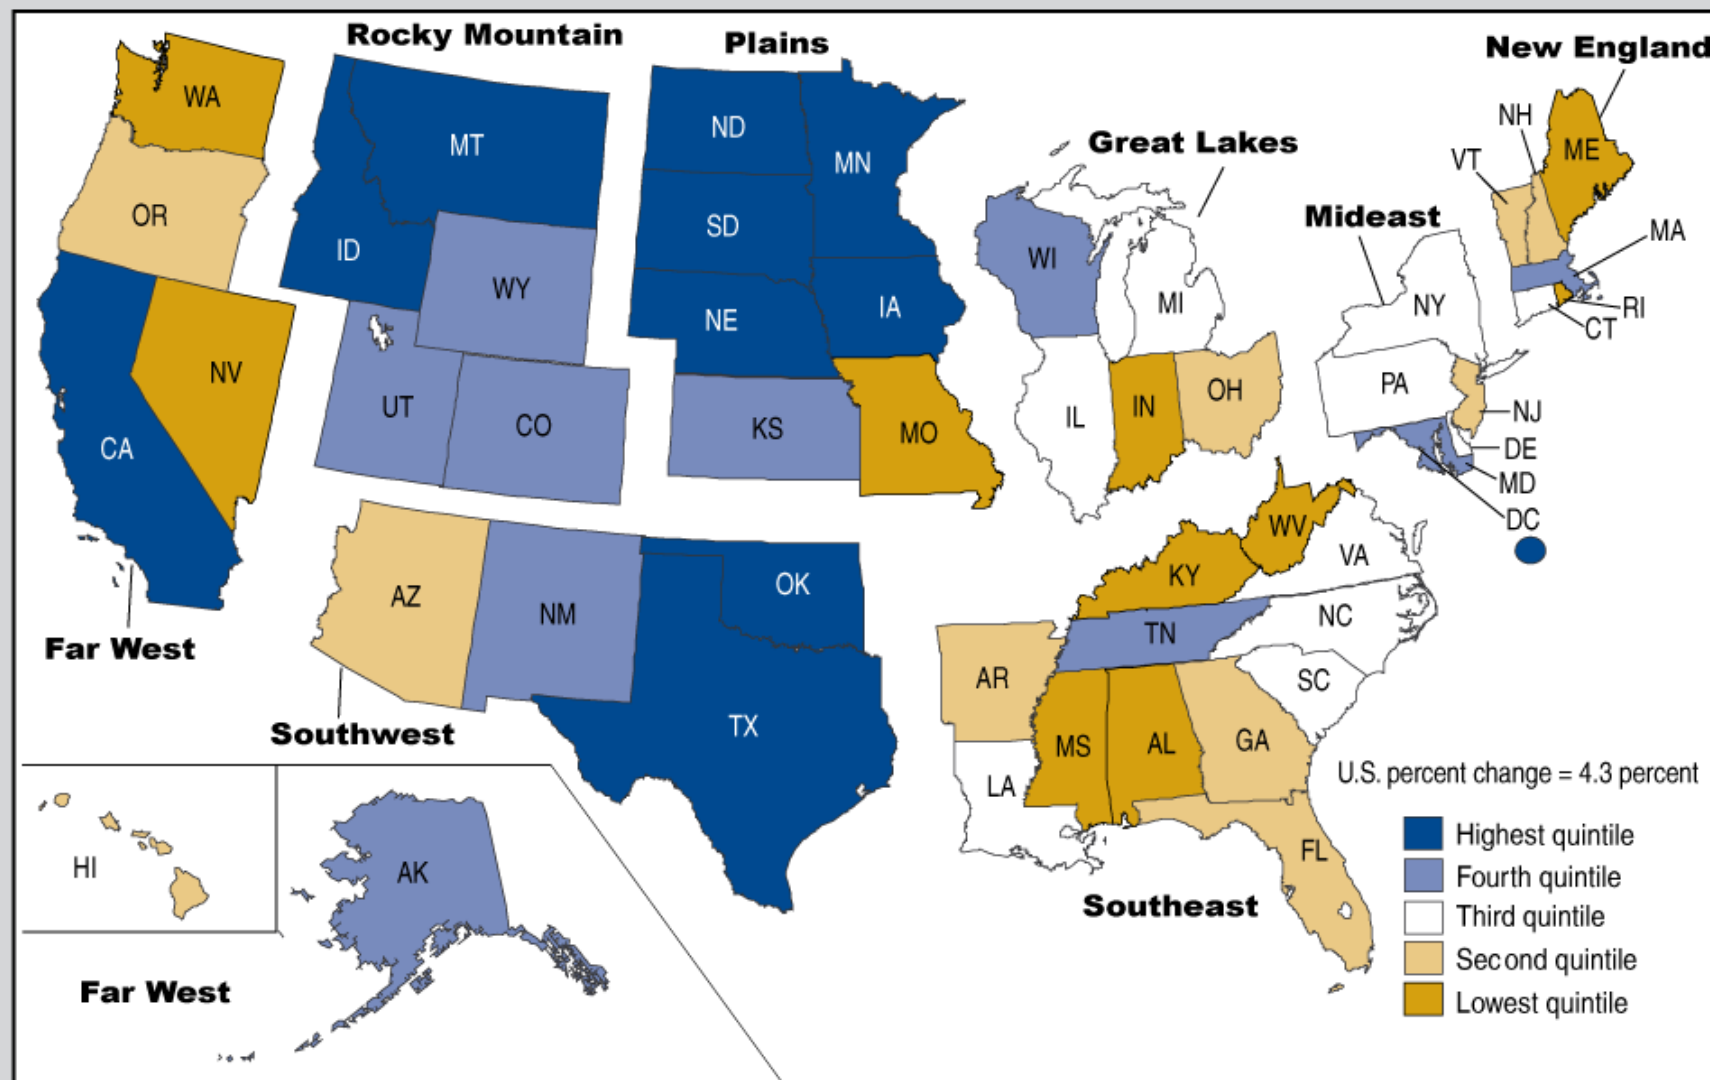 Rocky Mountain
Plains
New England
WA
MT
ND
MN
NH
ME
VT
Great Lakes
OR
ID
SD
WI
Mideast
MA
WY
NE
IA
MI
NY
RI
CT
NV
UT
CO
KS
MO
IL
IN
OH
PA
NJ
DE
MD
DC
CA
WV
VA
AZ
NM
OK
KY
TN
NC
Far West
AR
SC
Southwest
TX
MS
AL
GA
LA
U.S. percent change = 4.3 percent
HI
AK
FL
Highest quintile
Fourth quintile
Third quintile
Second quintile
Lowest quintile
Southeast
Far West